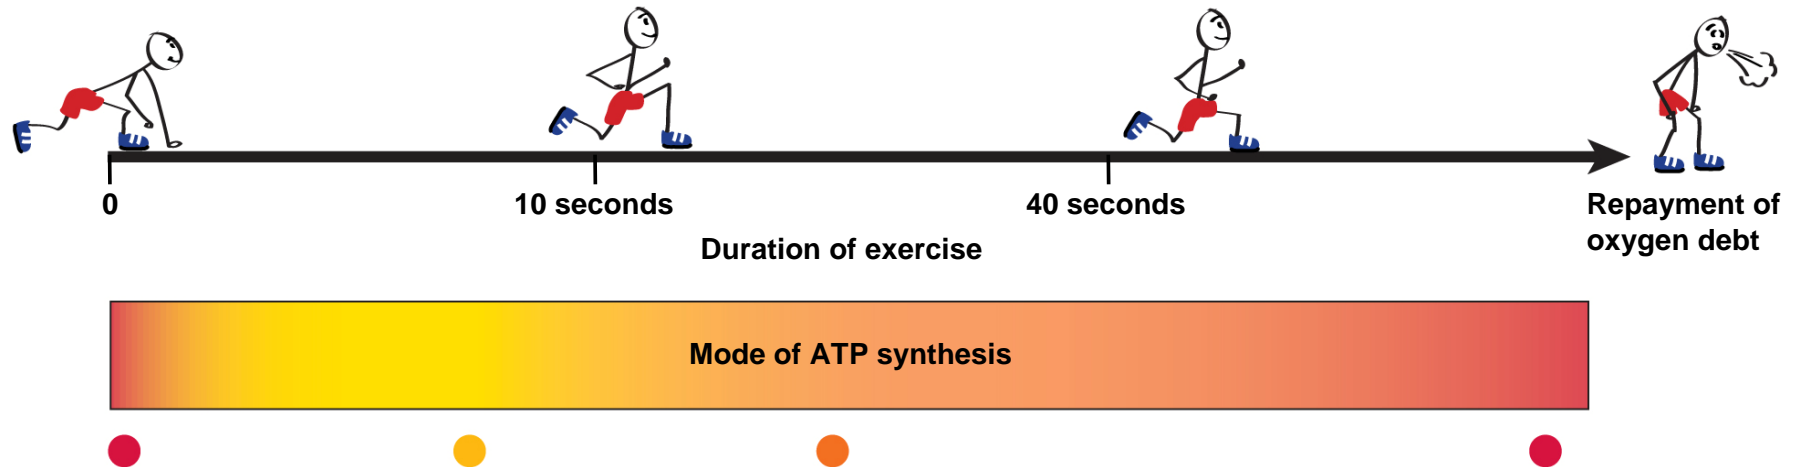 0
10 seconds
40 seconds
Repayment of
oxygen debt
Duration of exercise
Mode of ATP synthesis